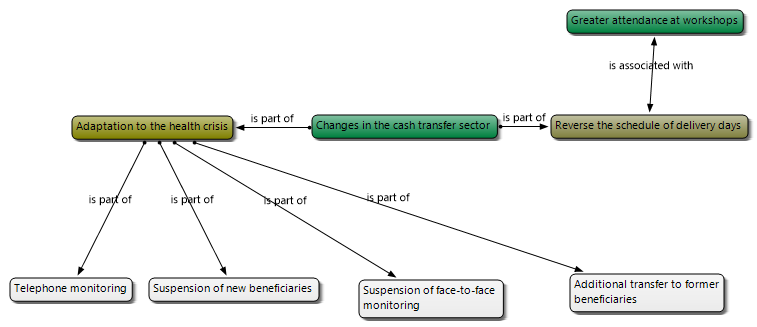 Greater attendance at workshops
is associated with
Adaptation to the health crisis
is part of
Changes in the cash transfer sector
is part of
Reverse the schedule of delivery days
is part of
is part of
is part of
is part of
Telephone monitoring
Suspension of new beneficiaries
Suspension of face-to-face
monitoring
Additional transfer to former
beneficiaries